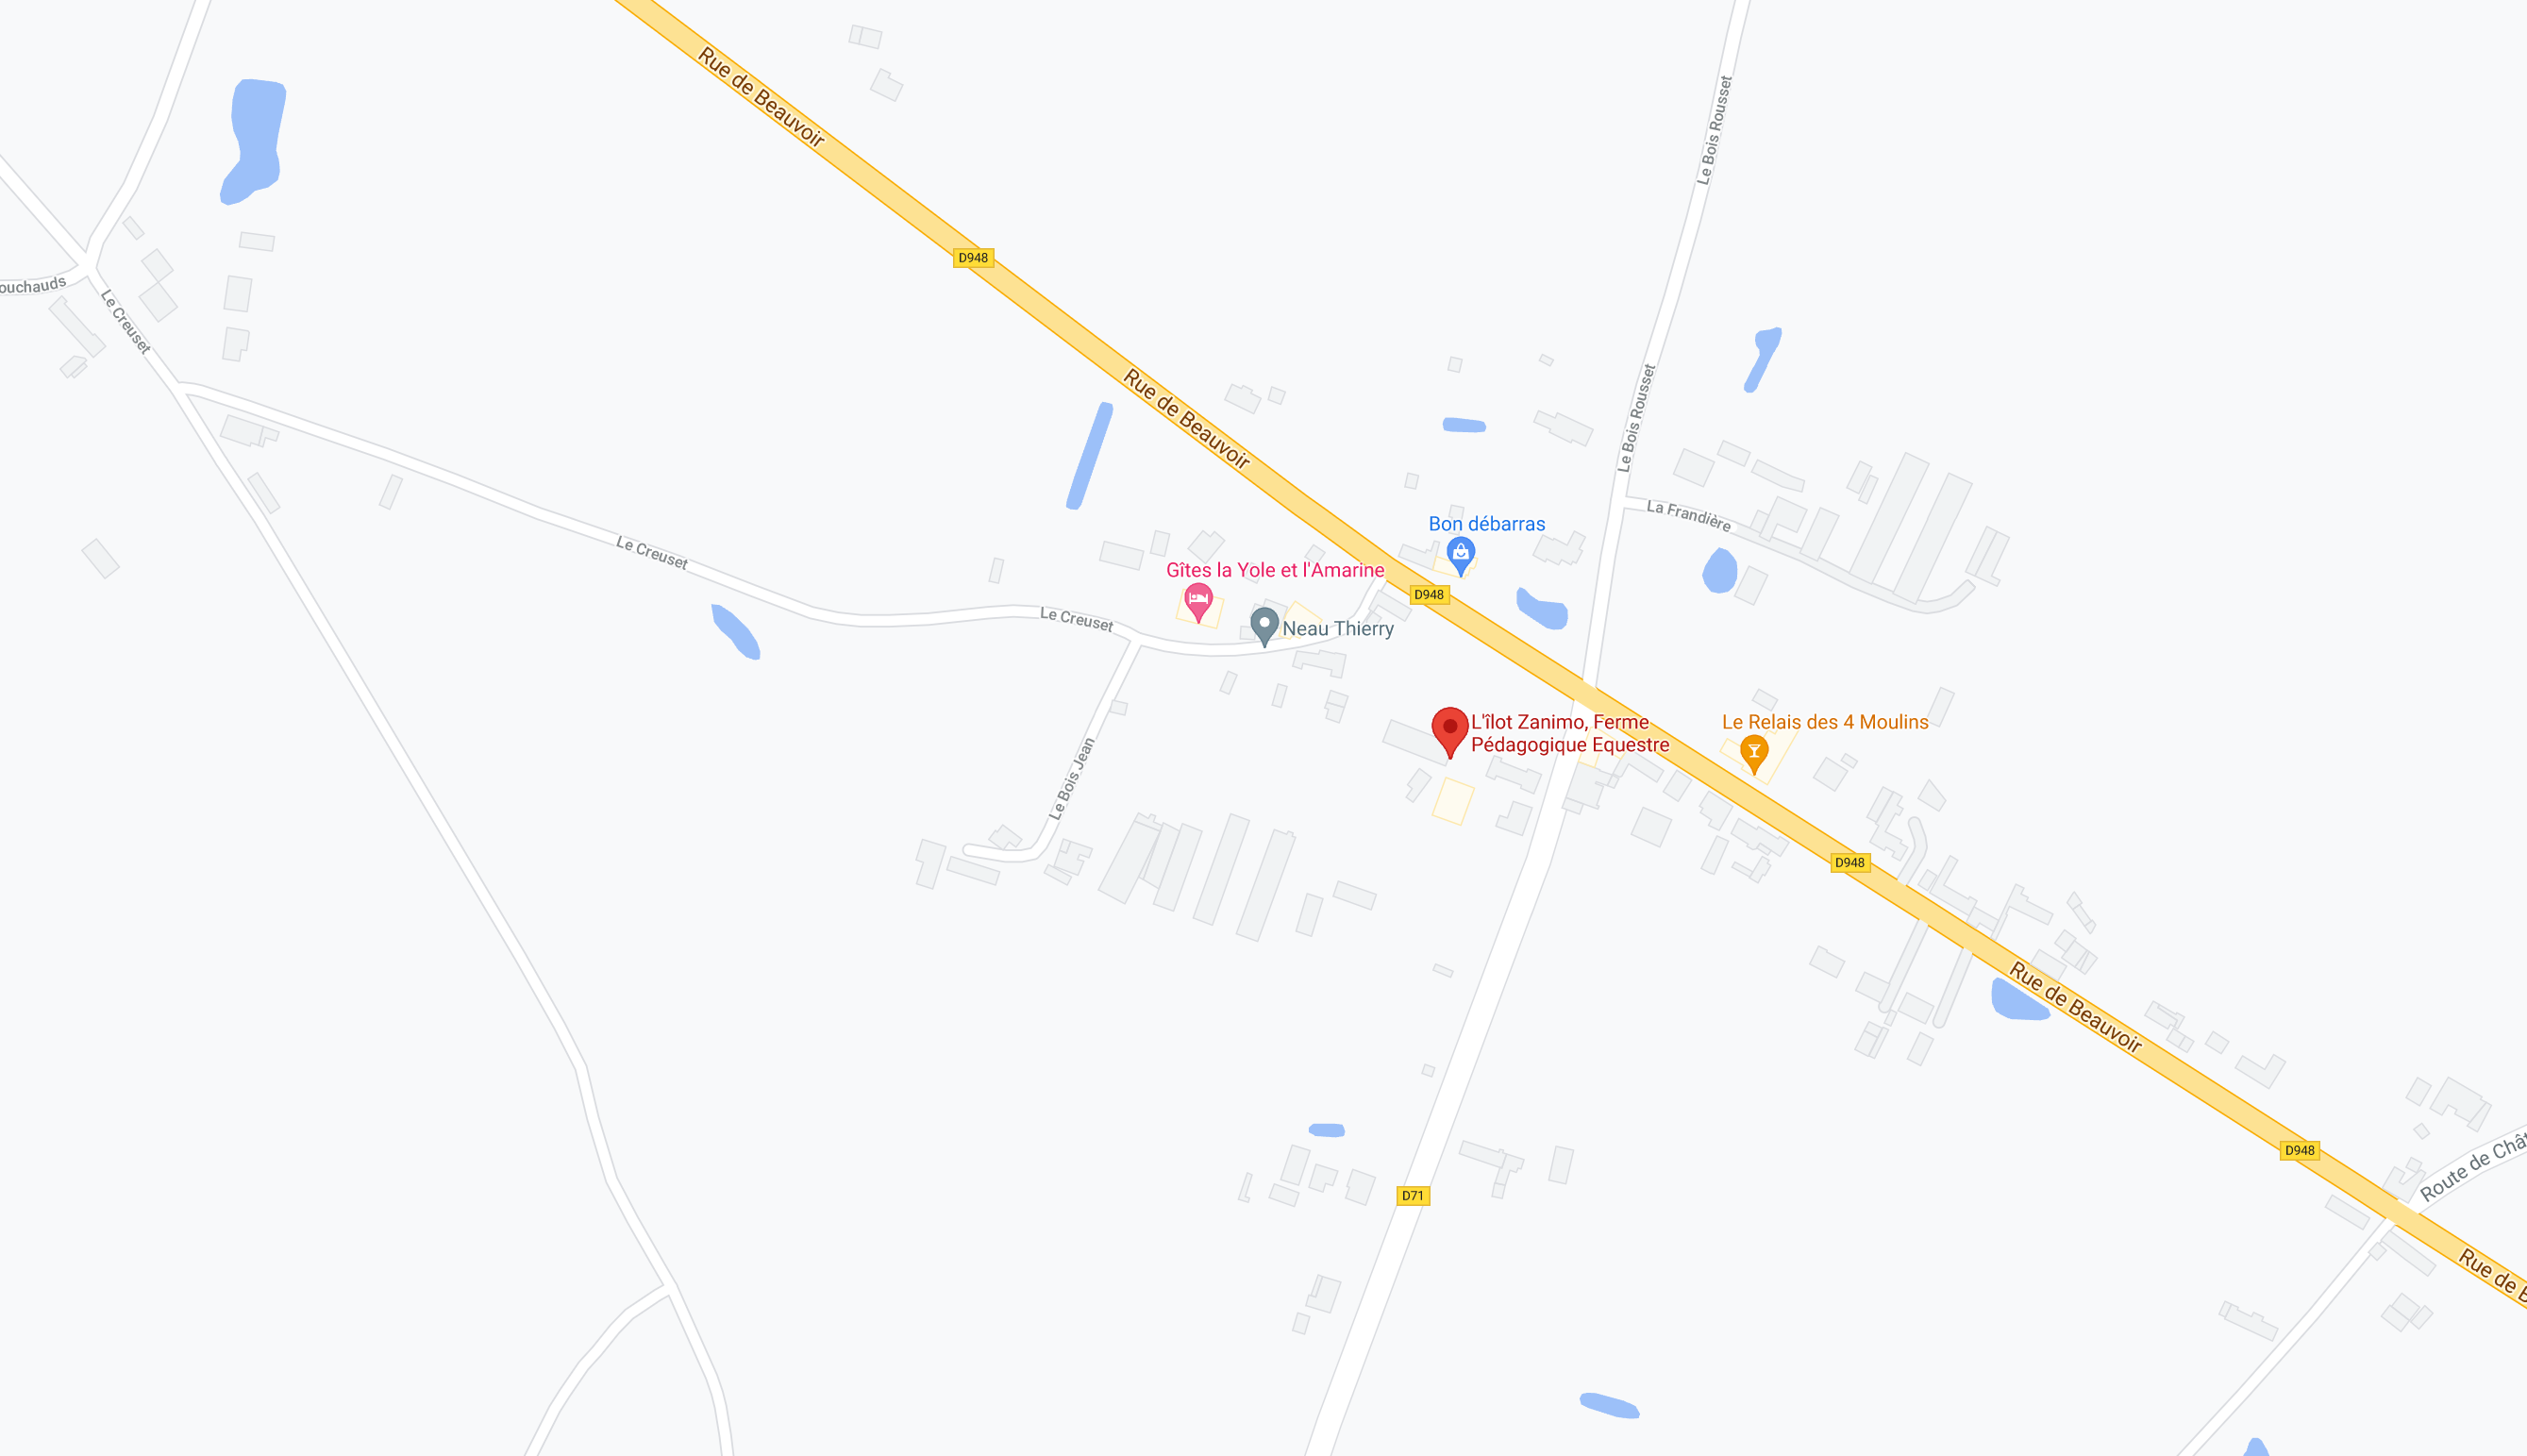 Rue de Beauvoir
Le Bois Rousset
D948
ouchauds
Le Creuset
Rue de Beauvoir
Le Bois Rousset
La Frandière
Bon débarras
Le Creuset
Gîtes la Yole et l'Amarine
D948
Le Creuset
Neau Thierry
L'îlot Zanimo, Ferme
Pédagogique Equestre
Le Relais des 4 Moulins
Le Bois Jean
D948
Rue de Beauvoir
D948
Route de Chât
D71
Rue de B